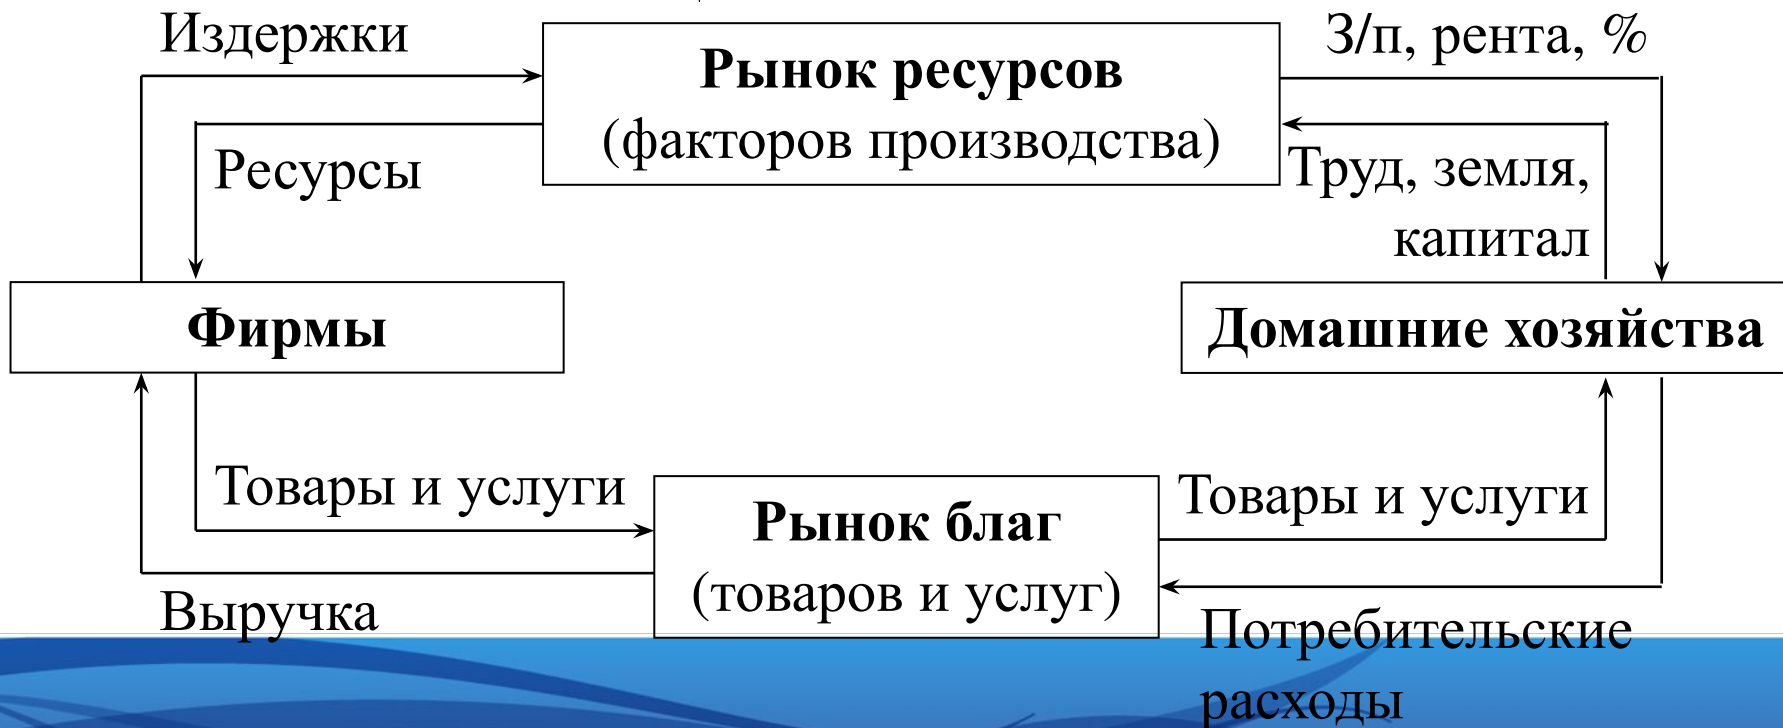 Издержки
Рынок ресурсов
(факторов производства)
З/п, рента, %
Ресурсы
Труд, земля,
капитал
Фирмы
Домашние хозяйства
Товары и услуги
Рынок благ
(товаров и услуг)
Товары и услуги
Выручка
Потребительские
расходы